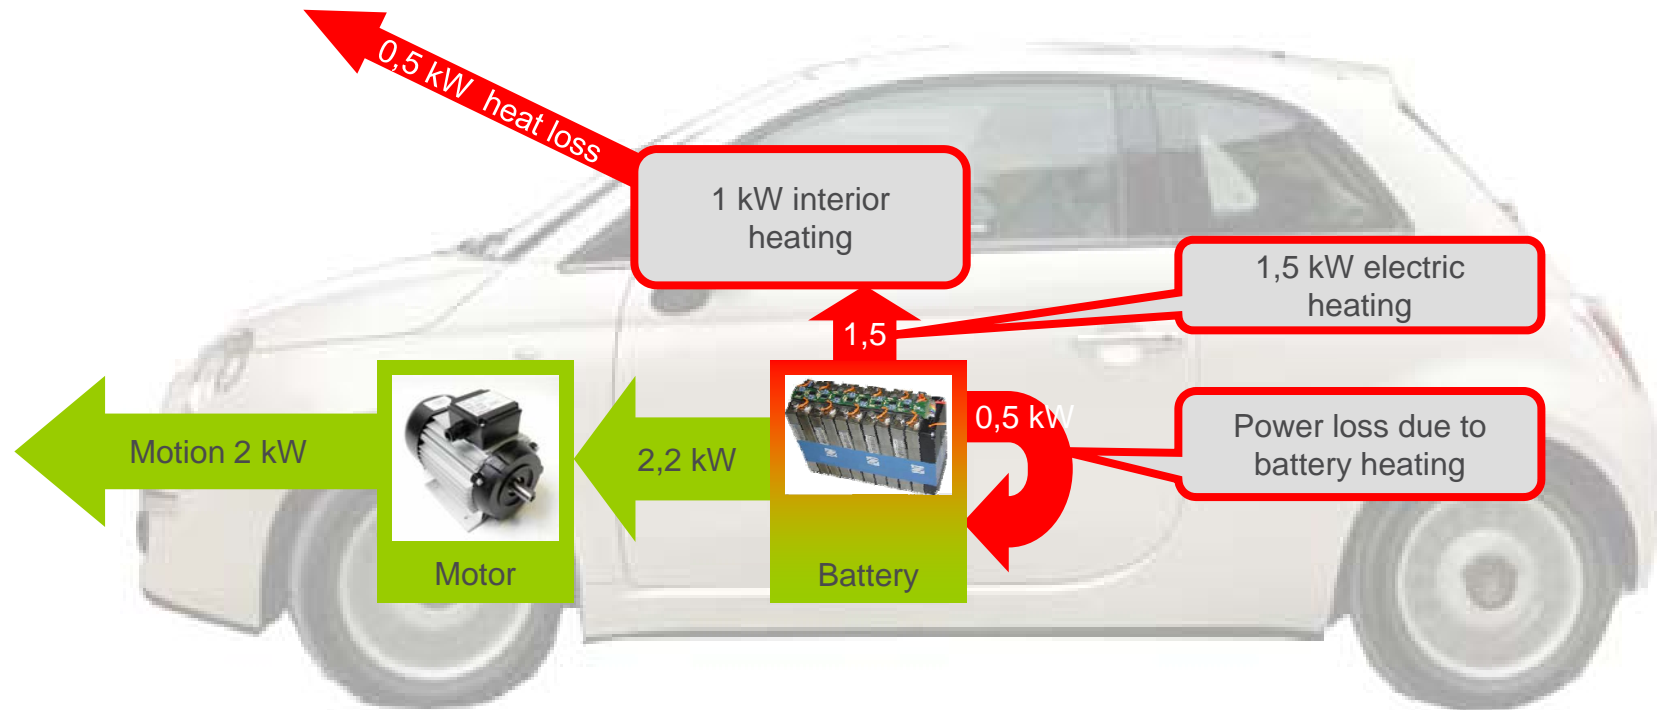 0,5 kW heat loss
1 kW interior
heating
1,5 kW electric
heating
1,5
Motion 2 kW
2,2 kW
0,5 kW
Power loss due to
battery heating
Motor
Battery